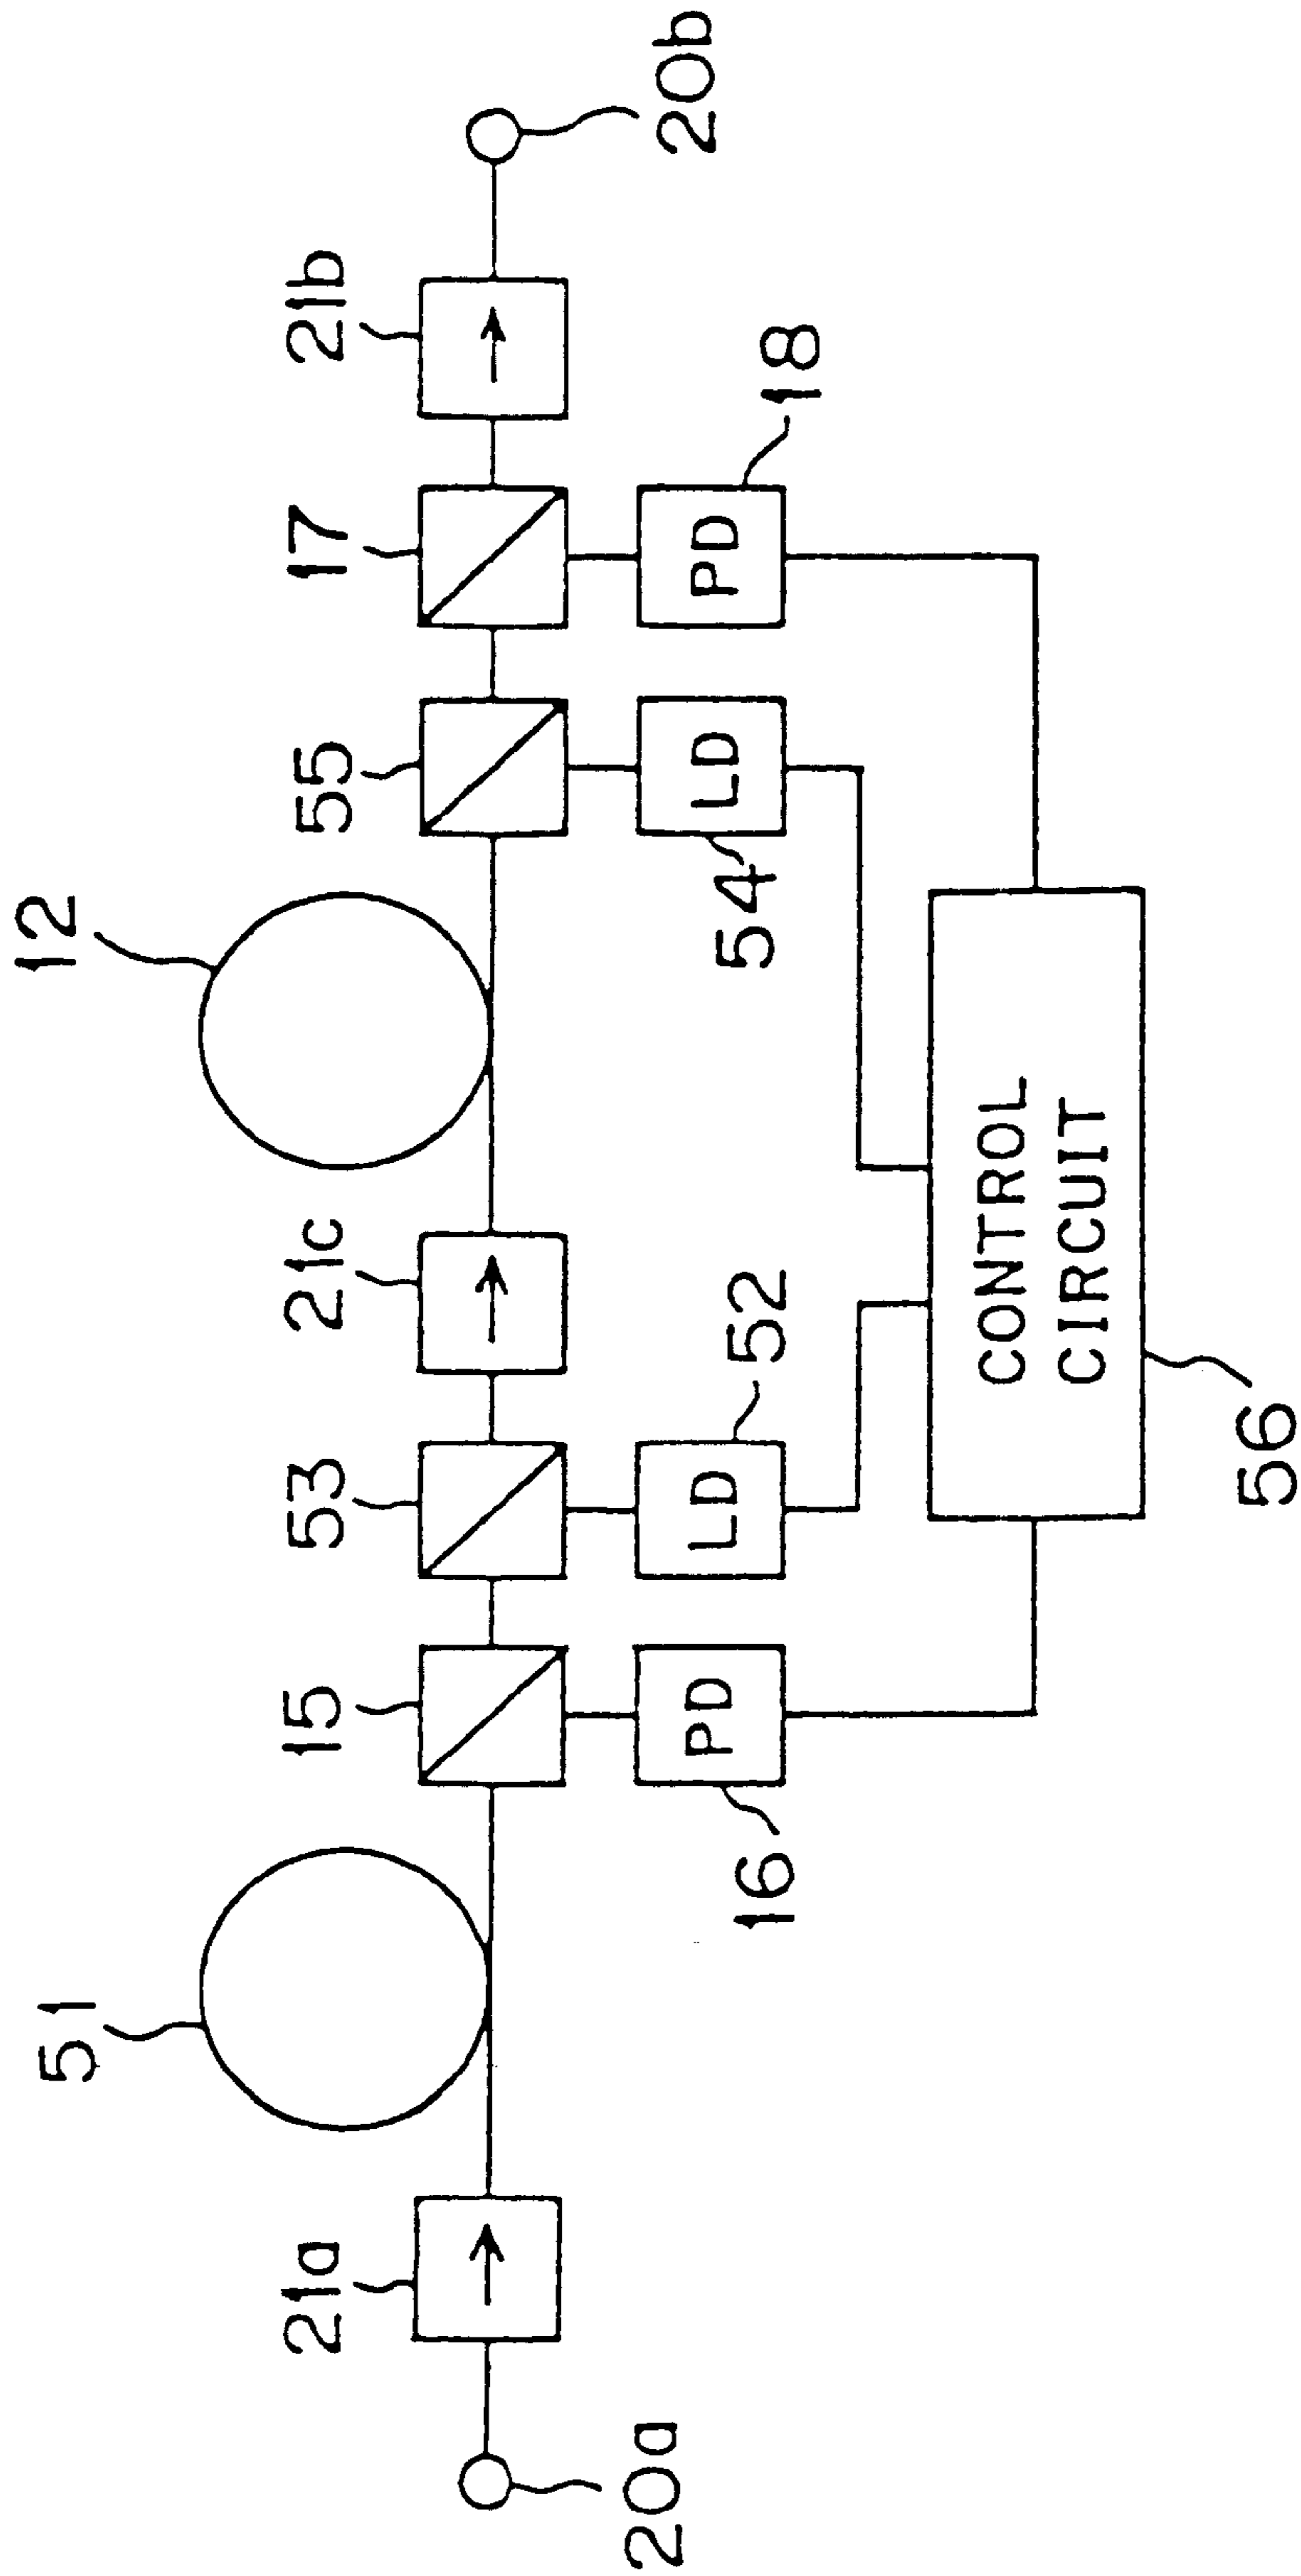 12
51
21a
15
53
21c
55
17
21b
20a
20b
PD
LD
LD
PD
16
52
54
18
CONTROL
CIRCUIT
56